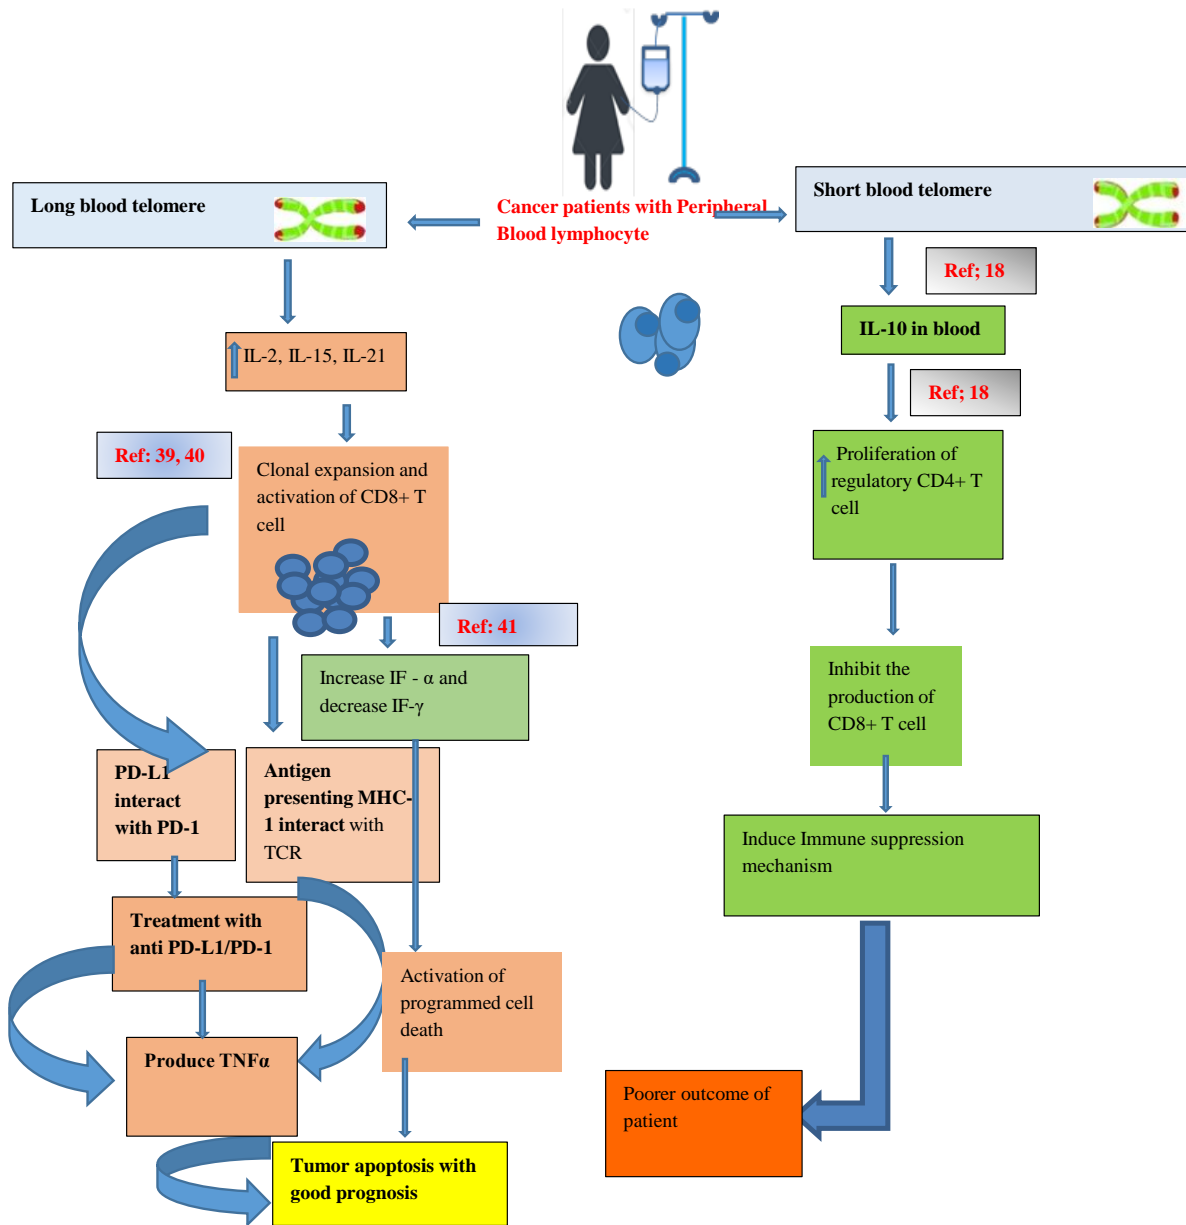 Cancer patients with Peripheral
Blood lymphocyte
Long blood telomere
IL-2, IL-15, IL-21
Ref: 39, 40
Clonal expansion and
activation of CD8+ T
cell
Ref: 41
Increase IF - α and
decrease IF-γ
PD-L1
interact
with PD-1
Antigen
presenting MHC-
1 interact with
TCR
Treatment with
anti PD-L1/PD-1
Activation of
programmed cell
death
Produce TNFα
Tumor apoptosis with
good prognosis
Short blood telomere
Ref; 18
IL-10 in blood
Ref; 18
Proliferation of
regulatory CD4+ T
cell
Inhibit the
production of
CD8+ T cell
Induce Immune suppression
mechanism
Poorer outcome of
patient